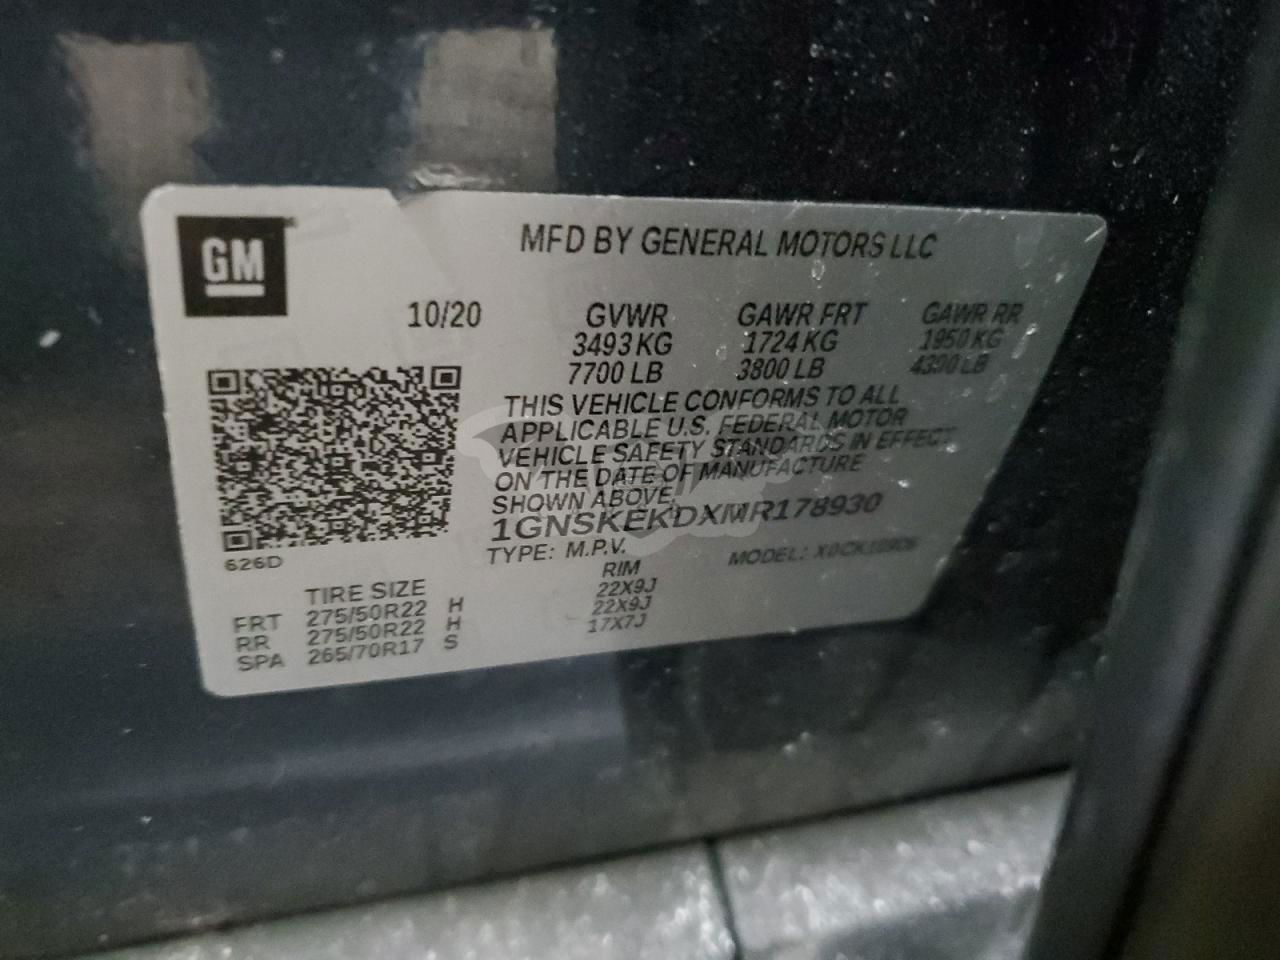 GM
MFD BY GENERAL MOTORS LLC
10/20 GVWR GAWR FRT GAWR RR
3493 KG 1724 KG 1950 KG
7700 LB 3800 LB 4300 LB
THIS VEHICLE CONFORMS TO ALL
APPLICABLE U.S. FEDERAL MOTOR
VEHICLE SAFETY STANDARDS IN EFFECT
ON THE DATE OF MANUFACTURE
SHOWN ABOVE.
1GNSKEKDXMR178930
TYPE: M.P.V. MODEL:
626D
TIRE SIZE RIM
FRT 275/50R22 H 22X9J
RR 275/50R22 H 22X9J
SPA 265/70R17 S 17X7J